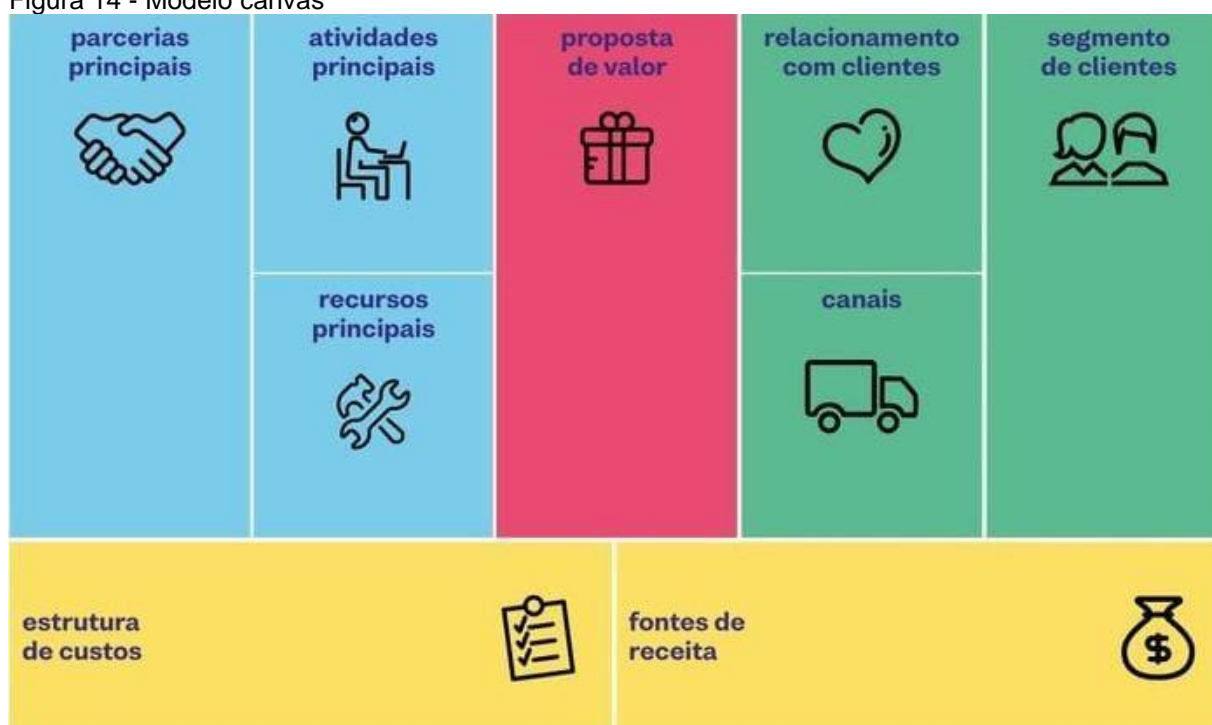 Figura 14 - Modelo canvas
parcerias
principais
atividades
principais
proposta
de valor
relacionamento
com clientes
segmento
de clientes
recursos
principais
canais
estrutura
de custos
fontes de
receita
$